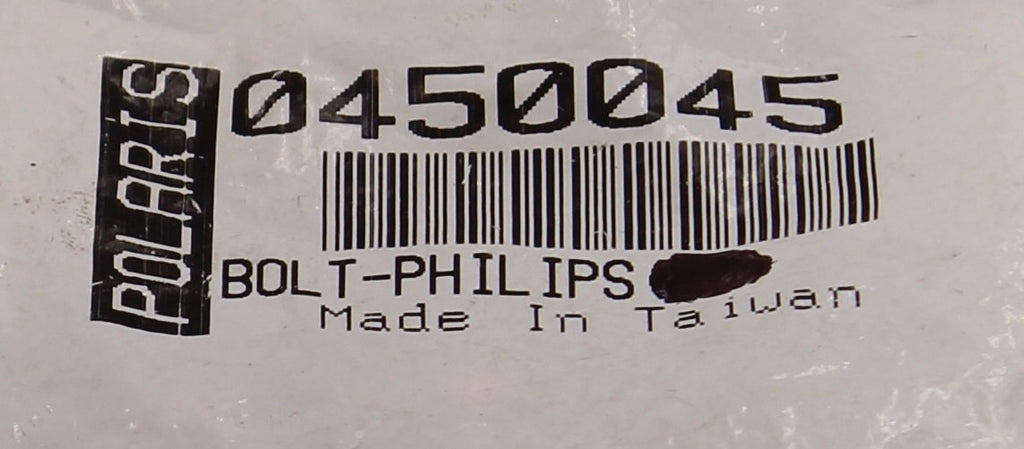 POLARIS
0450045
BOLT-PHILIPS
Made In Taiwan